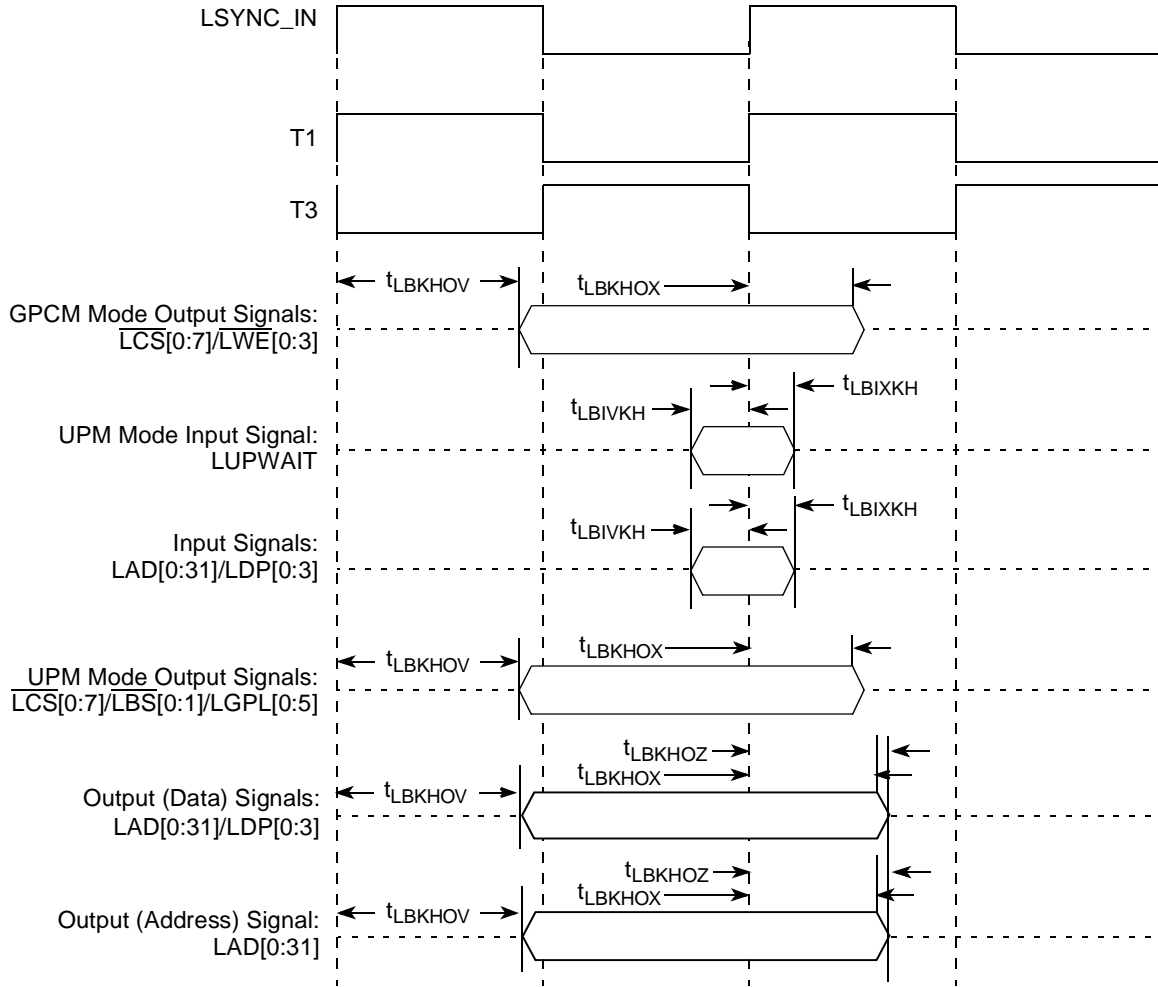 LSYNC_IN
T1
T3
tLBKHOV
tLBKHOX
GPCM Mode Output Signals:
LCS[0:7]/LWE[0:3]
tLBIXKH
tLBIVKH
UPM Mode Input Signal:
LUPWAIT
tLBIXKH
tLBIVKH
Input Signals:
LAD[0:31]/LDP[0:3]
tLBKHOV
tLBKHOX
UPM Mode Output Signals:
LCS[0:7]/LBS[0:1]/LGPL[0:5]
tLBKHOZ
tLBKHOX
tLBKHOV
Output (Data) Signals:
LAD[0:31]/LDP[0:3]
tLBKHOZ
tLBKHOX
tLBKHOV
Output (Address) Signal:
LAD[0:31]